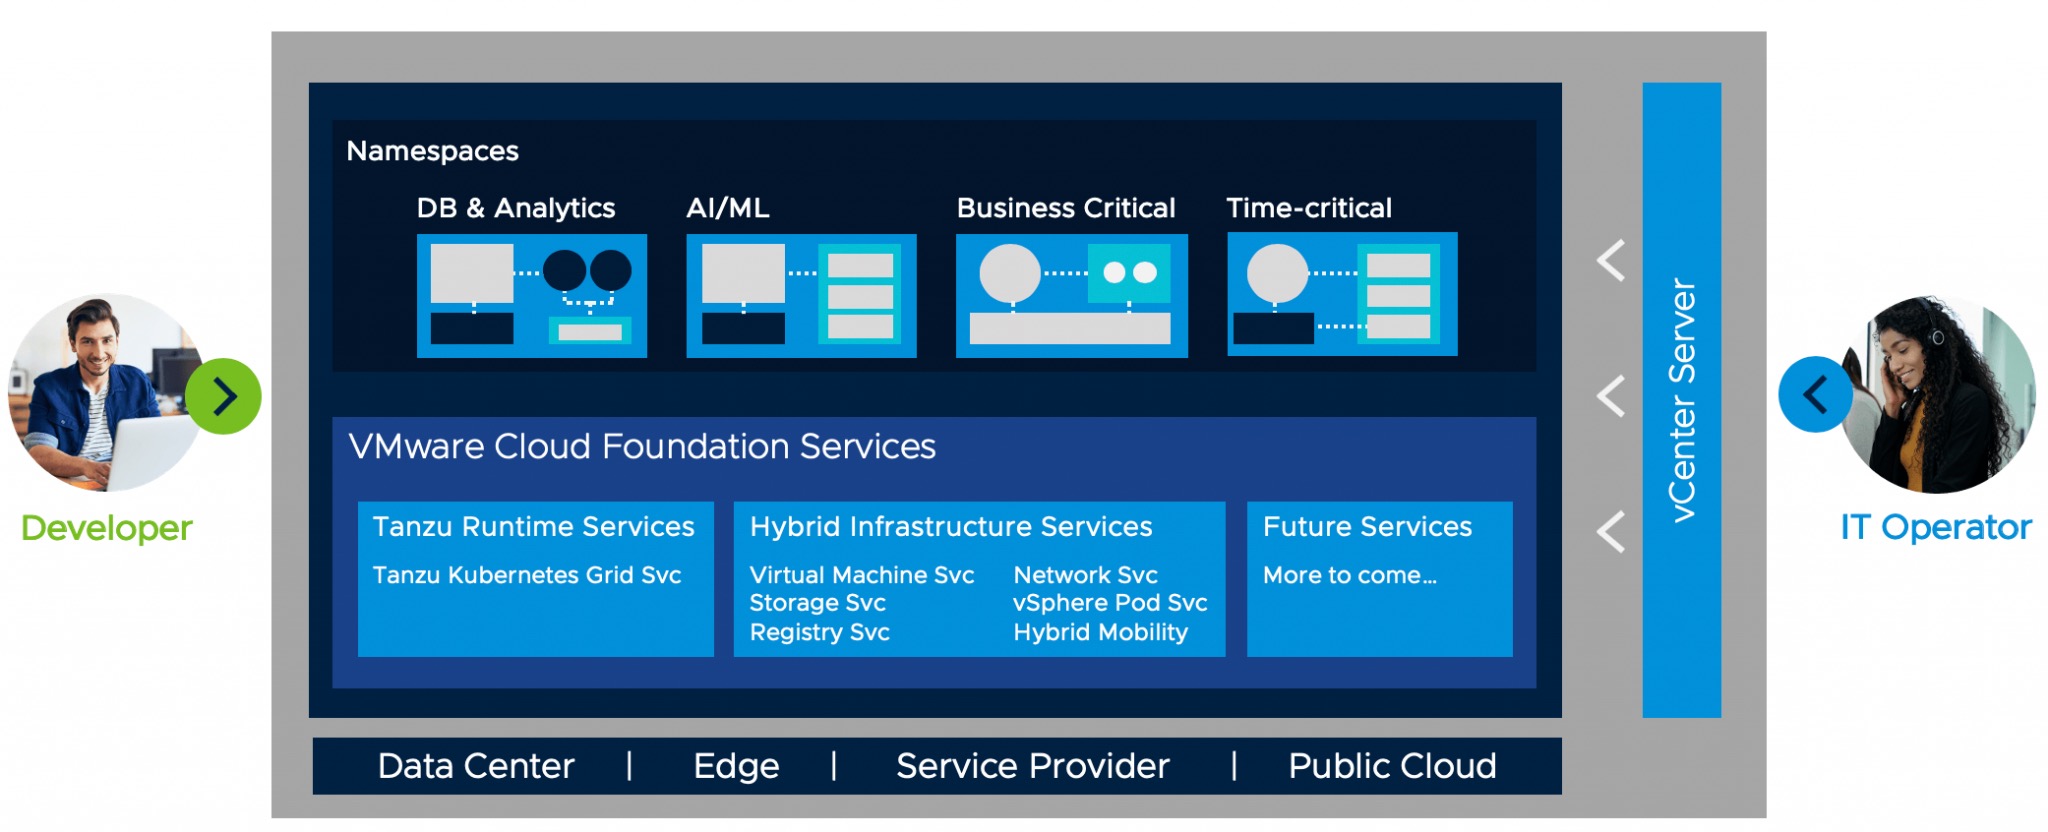 Namespaces
DB & Analytics
AI/ML
Business Critical
Time-critical
VMware Cloud Foundation Services
Tanzu Runtime Services
Tanzu Kubernetes Grid Svc
Hybrid Infrastructure Services
Virtual Machine Svc
Storage Svc
Registry Svc
Network Svc
vSphere Pod Svc
Hybrid Mobility
Future Services
More to come...
vCenter Server
Developer
IT Operator
Data Center | Edge | Service Provider | Public Cloud